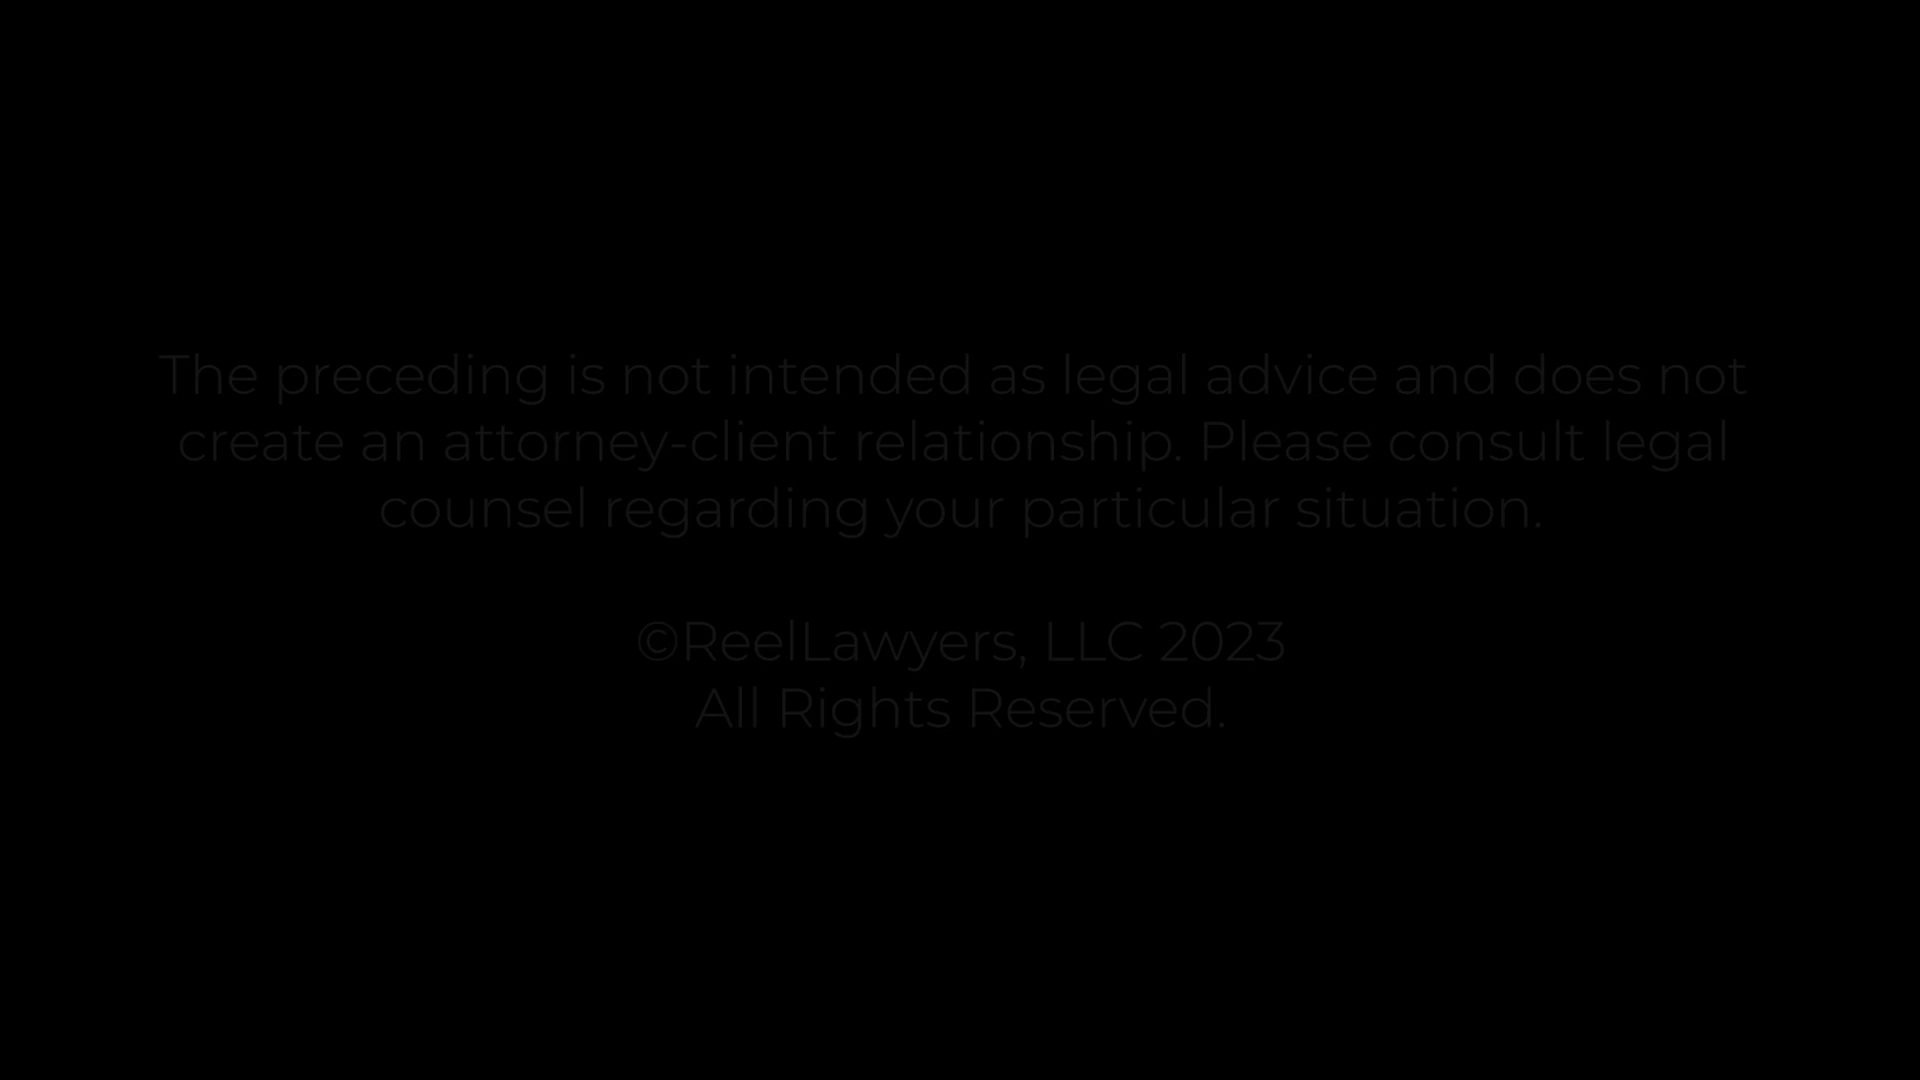 The preceding is not intended as legal advice and does not
create an attorney-client relationship. Please consult legal
counsel regarding your particular situation.
©ReelLawyers, LLC 2023
All Rights Reserved.